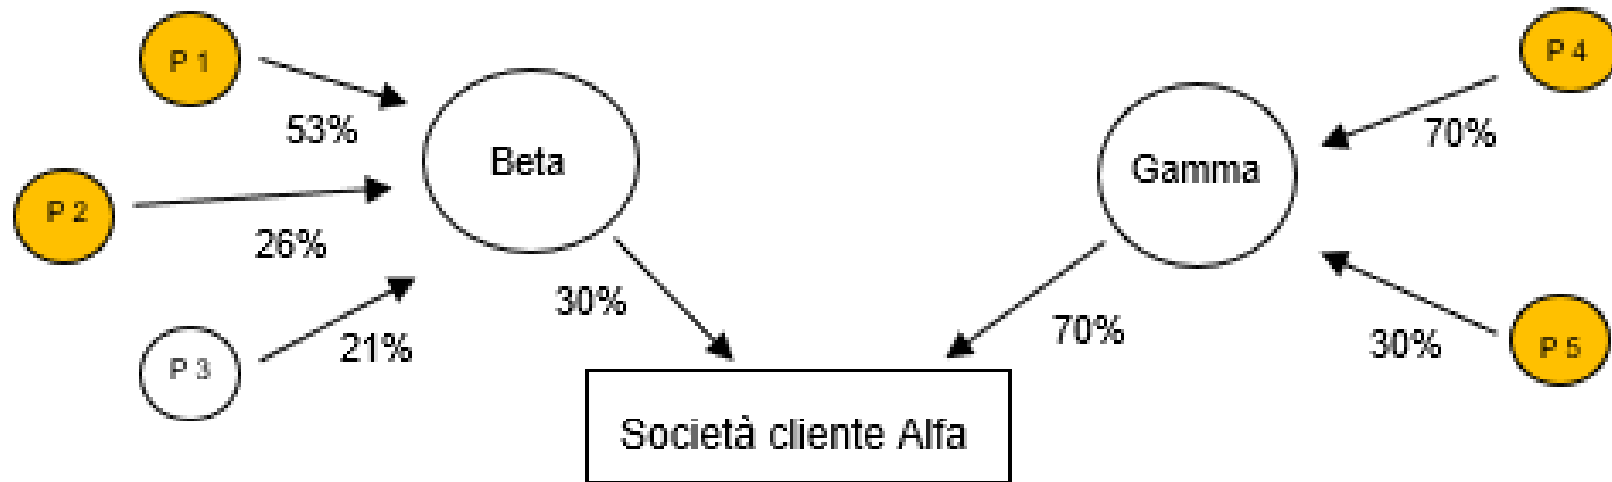 P 1
53%
P 2
26%
P 3
21%
Beta
30%
Gamma
70%
P 4
70%
P 5
30%
Società cliente Alfa